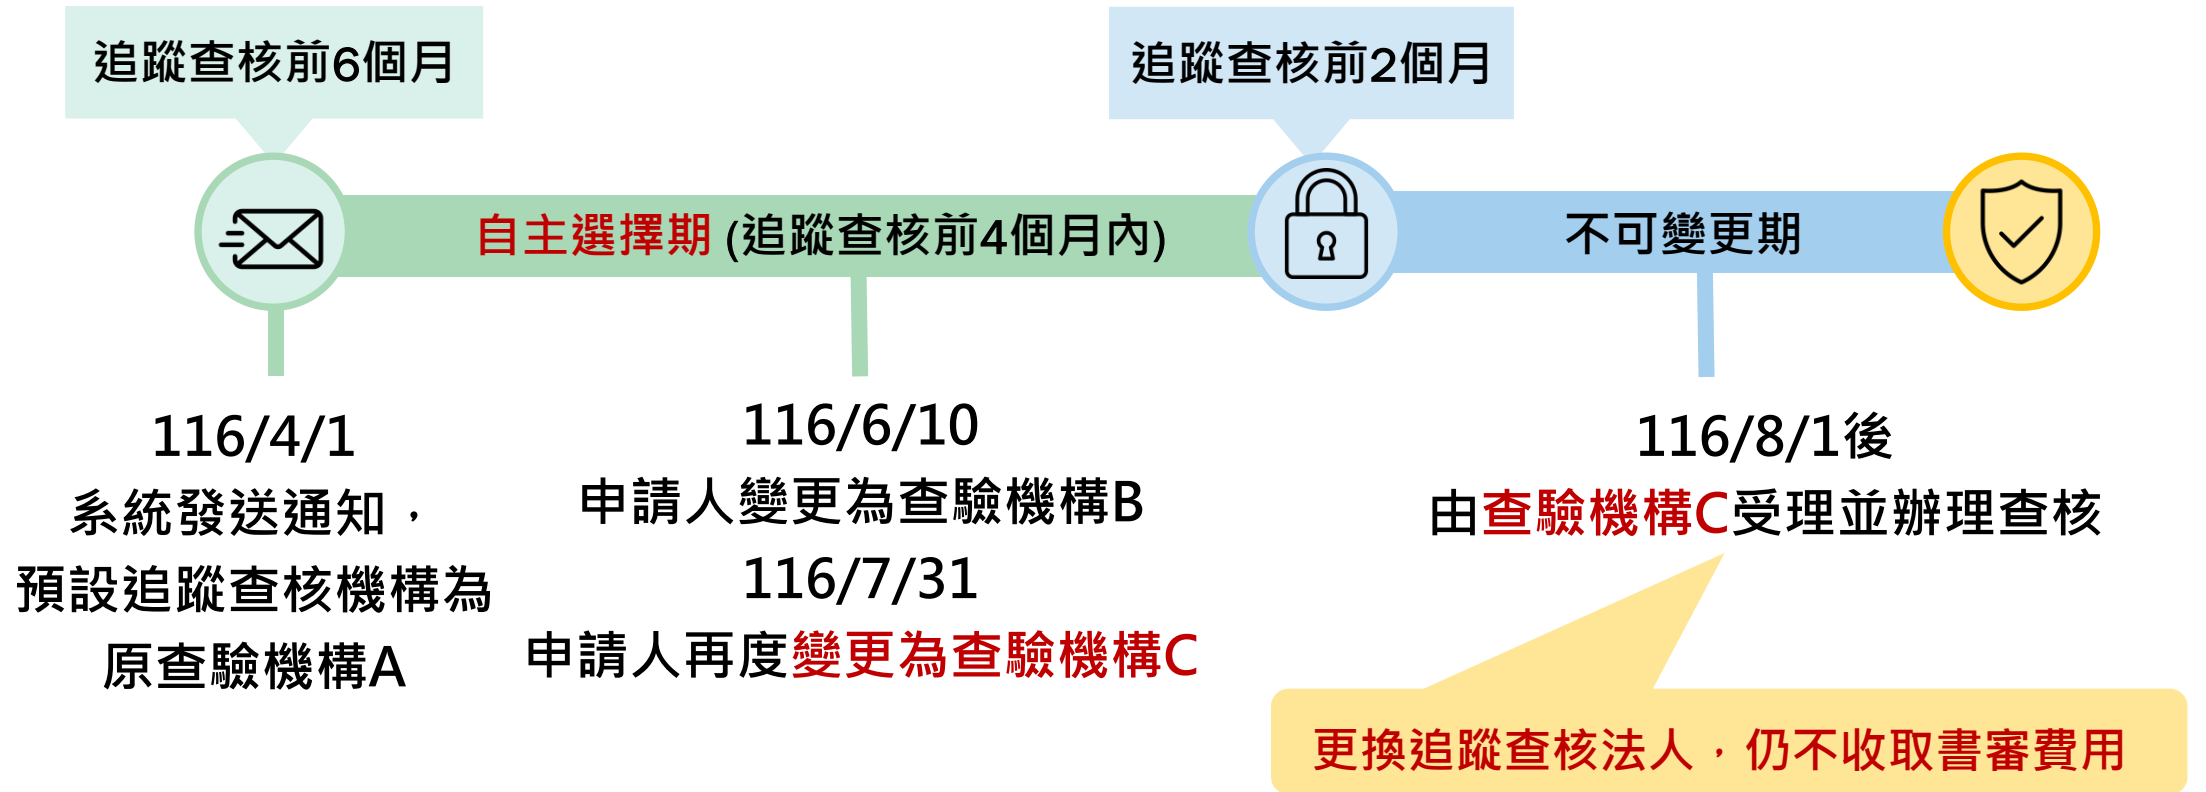 追蹤查核前6個月
追蹤查核前2個月
自主選擇期 (追蹤查核前4個月內)
不可變更期
116/4/1
系統發送通知，
預設追蹤查核機構為
原查驗機構A
116/6/10
申請人變更為查驗機構B
116/7/31
申請人再度變更為查驗機構C
116/8/1後
由查驗機構C受理並辦理查核
更換追蹤查核法人，仍不收取書審費用